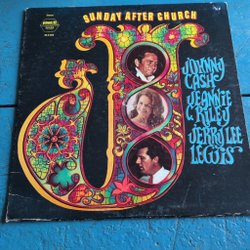 SUNDAY AFTER CHURCH
JOHNNY
CASH
JEANNIE
C. RILEY
JERRY LEE
LEWIS